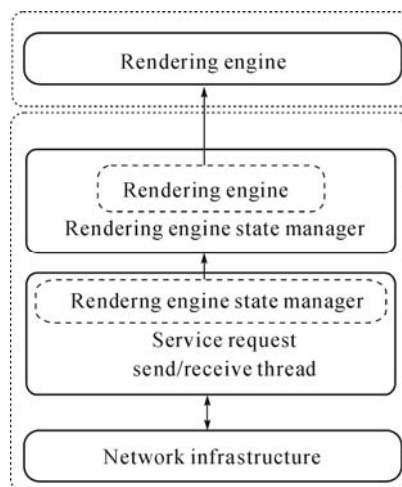 Rendering engine
Rendering engine
Rendering engine state manager
Renderng engine state manager
Service request
send/receive thread
Network infrastructure